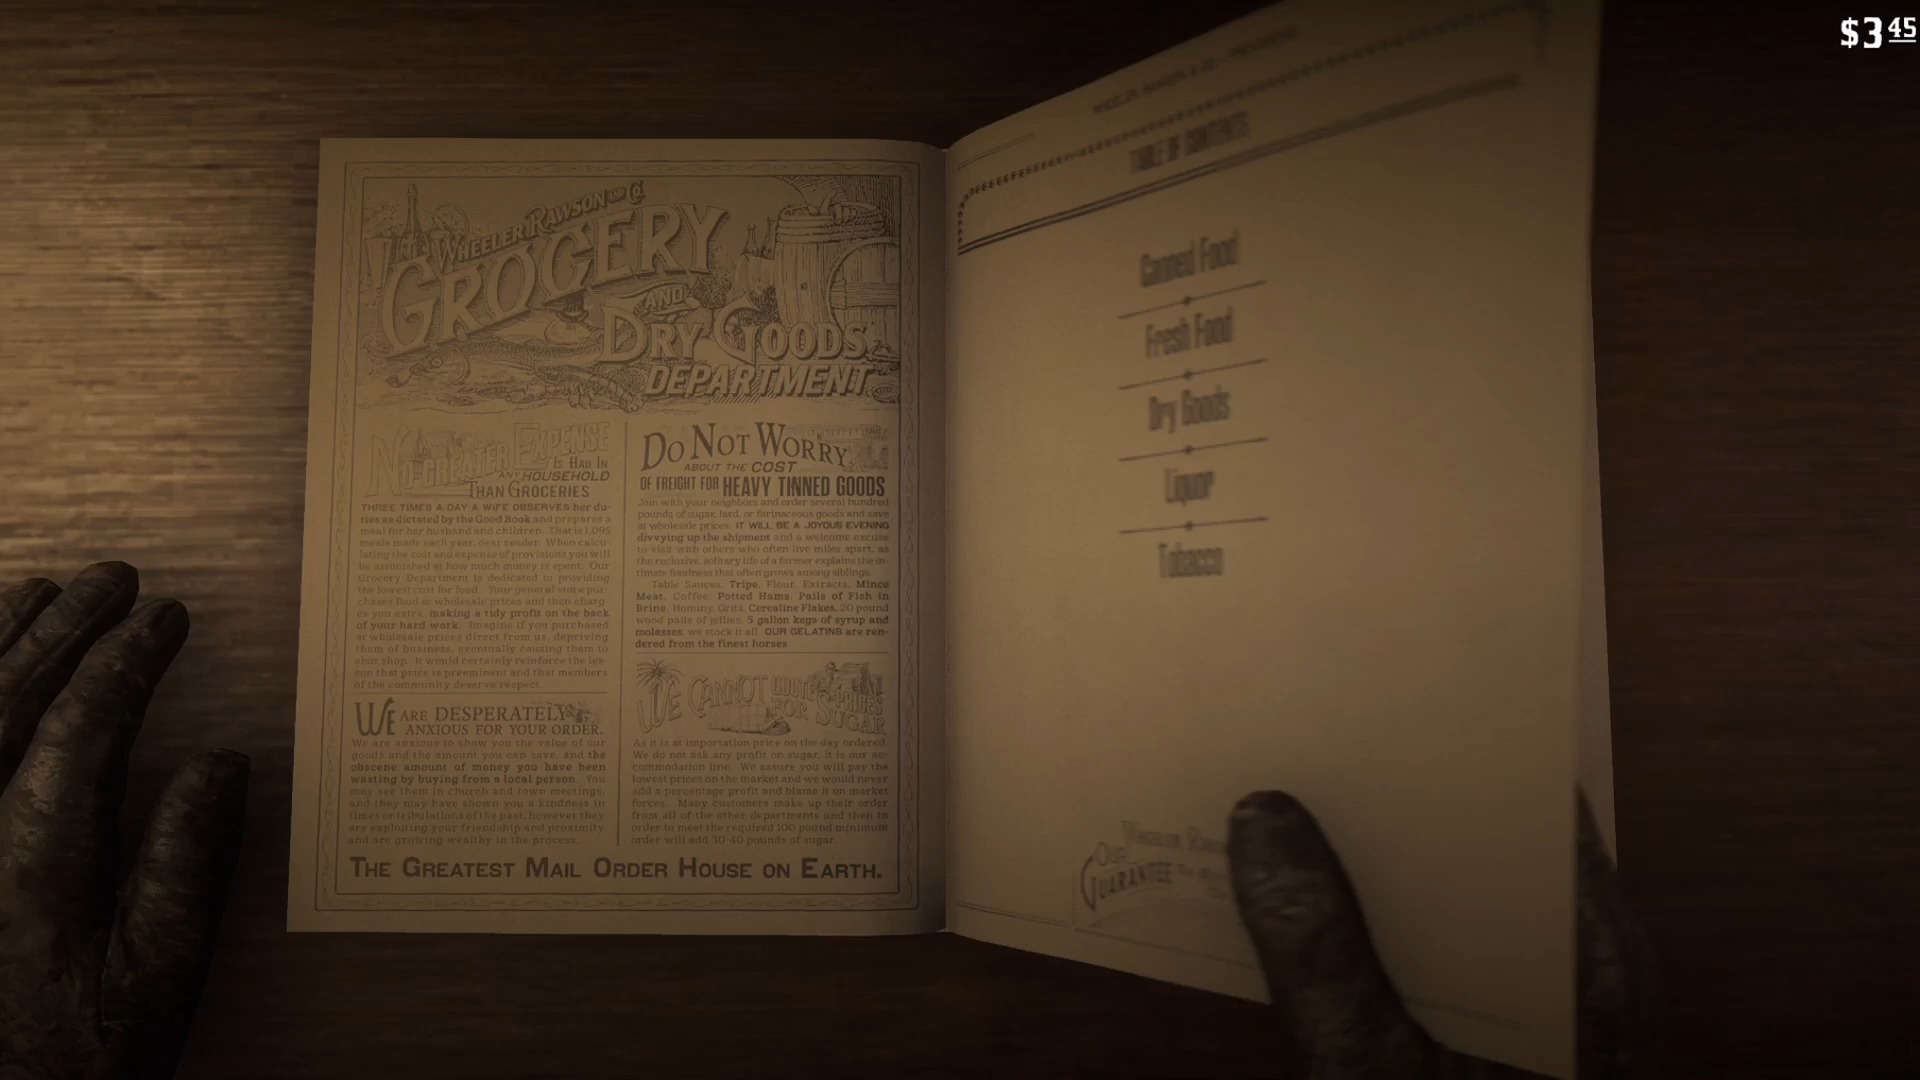 $3.45
WHEELER RAWSON AND CO.
GROCERY
AND
DRY GOODS
DEPARTMENT
NO GREATER EXPENSE
IS HAD IN
ANY HOUSEHOLD
THAN GROCERIES
THREE TIMES A DAY A WIFE OBSERVES her du-
ties as dictated by the Good Book and prepares a
meal for her husband and children. That is 1,095
meals made each year, dear reader. When calcu-
lating the cost and expense of provisions you will
be astonished at how much money is spent. Our
Grocery Department is dedicated to providing
the lowest cost for food. Your general store pur-
chases food at wholesale prices and then charg-
es you extra, making a tidy profit on the back
of your hard work. Imagine if you purchased
at wholesale prices direct from us, depriving
them of business, eventually causing them to
shut shop. It would certainly reinforce the les-
son that price is preeminent and that members
of the community deserve respect.
WE ARE DESPERATELY
ANXIOUS FOR YOUR ORDER.
We are anxious to show you the value of our
goods and the amount you can save, and the
obscene amount of money you have been
wasting by buying from a local person. You
may see them in church and town meetings,
and they may have shown you a kindness in
times or tribulations of the past, however they
are exploiting your friendship and proximity
and are growing wealthy in the process.
DO NOT WORRY
ABOUT THE COST
OF FREIGHT FOR HEAVY TINNED GOODS
Join with your neighbors and order several hundred
pounds of sugar, lard, or farinaceous goods and save
at wholesale prices. IT WILL BE A JOYOUS EVENING
divvying up the shipment and a welcome excuse
to visit with others who often live miles apart, as
the reclusive, solitary life of a farmer explains the in-
timate fondness that often grows among siblings.
Table Sauces, Tripe, Flour, Extracts, Mince
Meat, Coffee, Potted Hams, Pails of Fish in
Brine, Hominy, Grits, Cerealine Flakes, 20 pound
wood pails of jellies, 5 gallon kegs of syrup and
molasses, we stock it all. OUR GELATINS are ren-
dered from the finest horses.
WE CANNOT QUOTE PRICES FOR SUGAR
As it is at importation price on the day ordered.
We do not ask any profit on sugar, it is our ac-
commodation line. We assure you will pay the
lowest prices on the market and we would never
add a percentage profit and blame it on market
forces. Many customers make up their order
from all of the other departments and then in
order to meet the required 100 pound minimum
order will add 30-40 pounds of sugar.
THE GREATEST MAIL ORDER HOUSE ON EARTH.
TABLE OF CONTENTS
Canned Food
Fresh Food
Dry Goods
Liquor
Tobacco
OUR
GUARANTEE